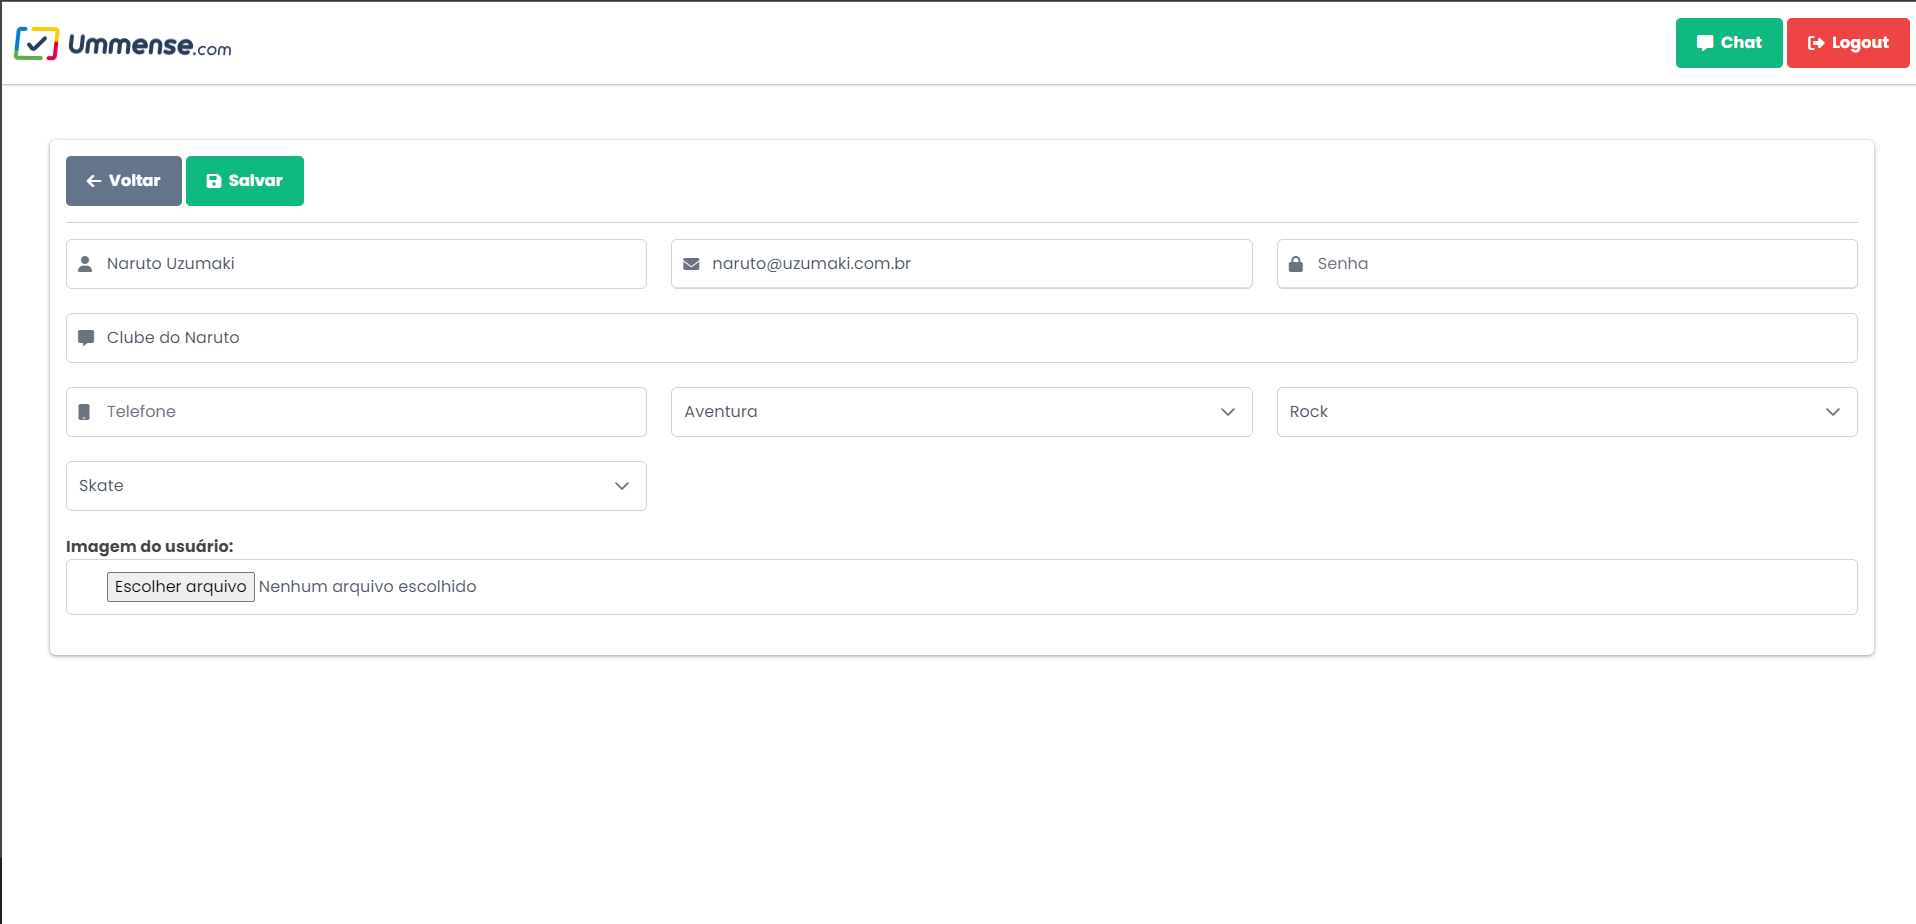 Ummense.com
Chat Logout
Voltar Salvar
Naruto Uzumaki naruto@uzumaki.com.br Senha
Clube do Naruto
Telefone Aventura Rock
Skate
Imagem do usuário:
Escolher arquivo Nenhum arquivo escolhido